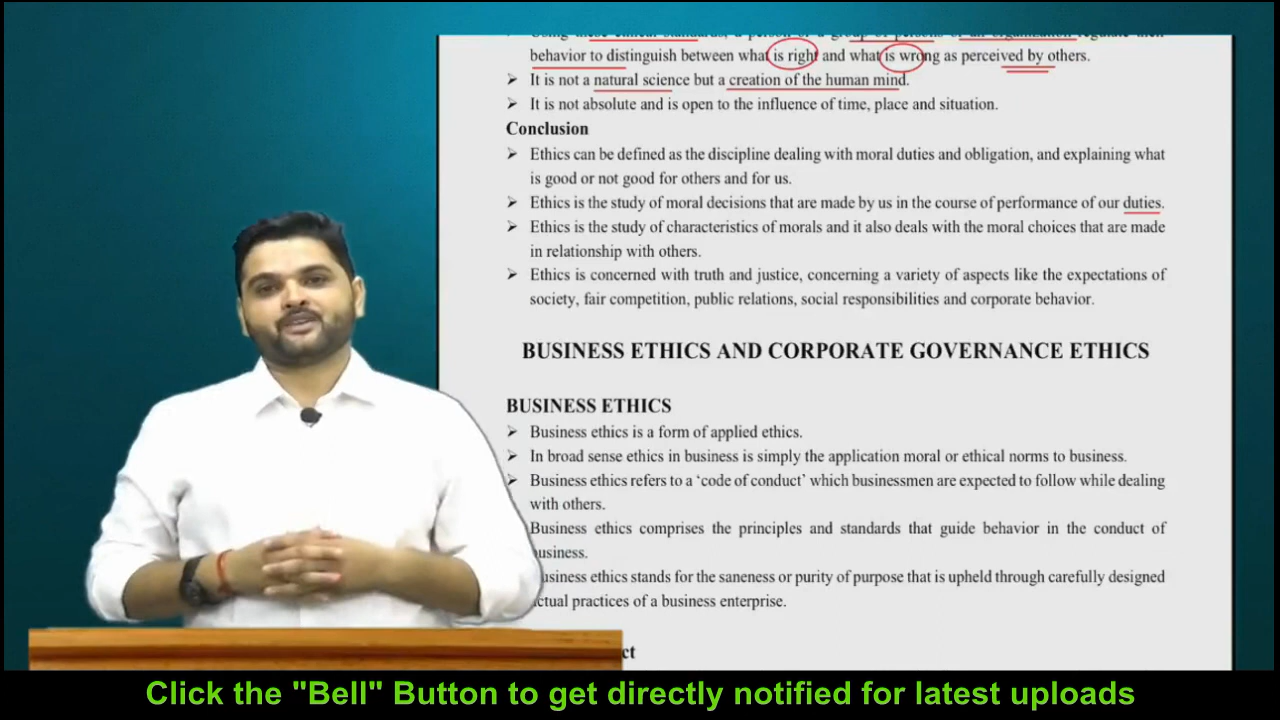 behavior to distinguish between what is right and what is wrong as perceived by others.
➢ It is not a natural science but a creation of the human mind.
➢ It is not absolute and is open to the influence of time, place and situation.
Conclusion
➢ Ethics can be defined as the discipline dealing with moral duties and obligation, and explaining what
is good or not good for others and for us.
➢ Ethics is the study of moral decisions that are made by us in the course of performance of our duties.
➢ Ethics is the study of characteristics of morals and it also deals with the moral choices that are made
in relationship with others.
➢ Ethics is concerned with truth and justice, concerning a variety of aspects like the expectations of
society, fair competition, public relations, social responsibilities and corporate behavior.
BUSINESS ETHICS AND CORPORATE GOVERNANCE ETHICS
BUSINESS ETHICS
➢ Business ethics is a form of applied ethics.
➢ In broad sense ethics in business is simply the application moral or ethical norms to business.
➢ Business ethics refers to a ‘code of conduct’ which businessmen are expected to follow while dealing
with others.
Business ethics comprises the principles and standards that guide behavior in the conduct of
business.
Business ethics stands for the saneness or purity of purpose that is upheld through carefully designed
actual practices of a business enterprise.
Click the "Bell" Button to get directly notified for latest uploads